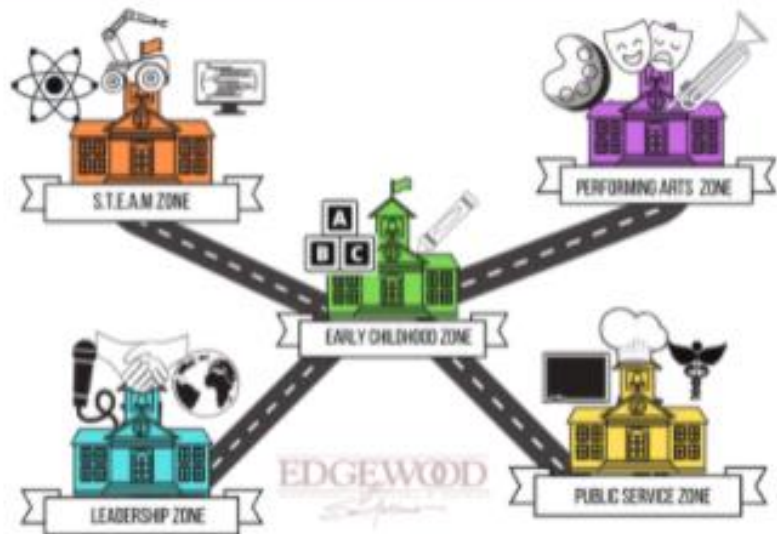 S.T.E.A.M ZONE
PERFORMING ARTS ZONE
A
B C
EARLY CHILDHOOD ZONE
LEADERSHIP ZONE
EDGEWOOD
PUBLIC SERVICE ZONE